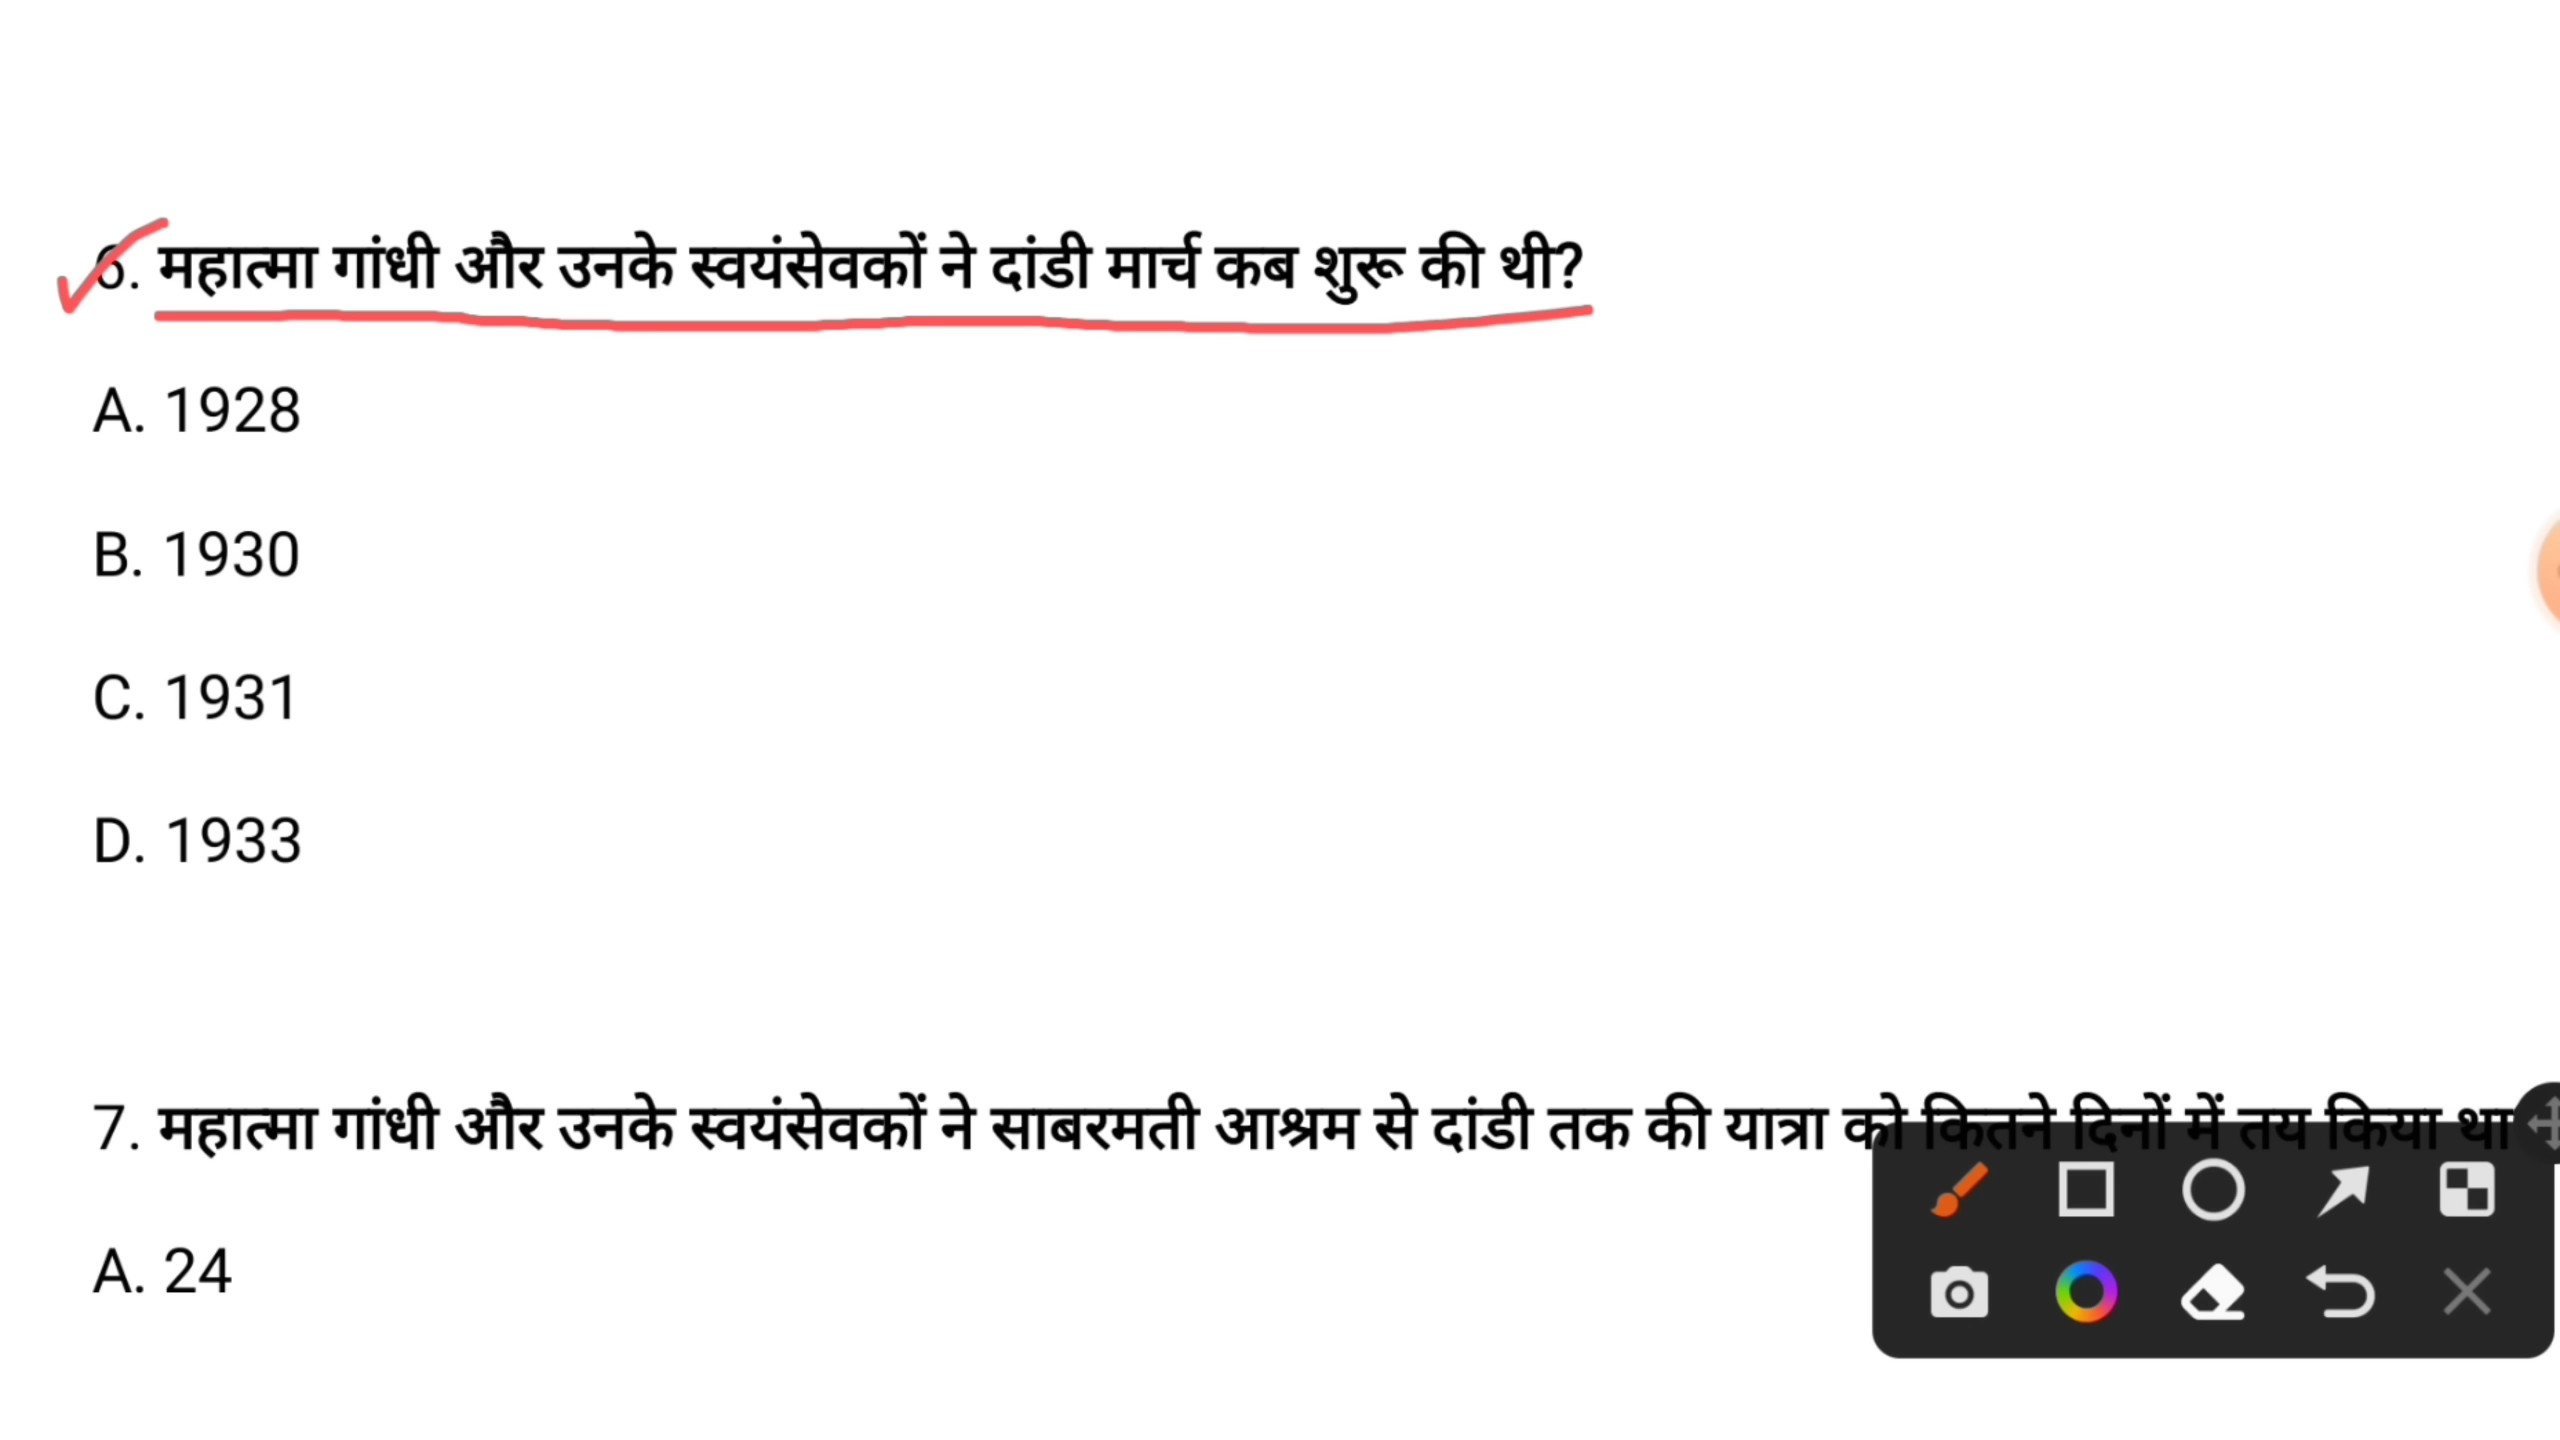 6. महात्मा गांधी और उनके स्वयंसेवकों ने दांडी मार्च कब शुरू की थी?
A. 1928
B. 1930
C. 1931
D. 1933
7. महात्मा गांधी और उनके स्वयंसेवकों ने साबरमती आश्रम से दांडी तक की यात्रा को कितने दिनों में तय किया था
A. 24